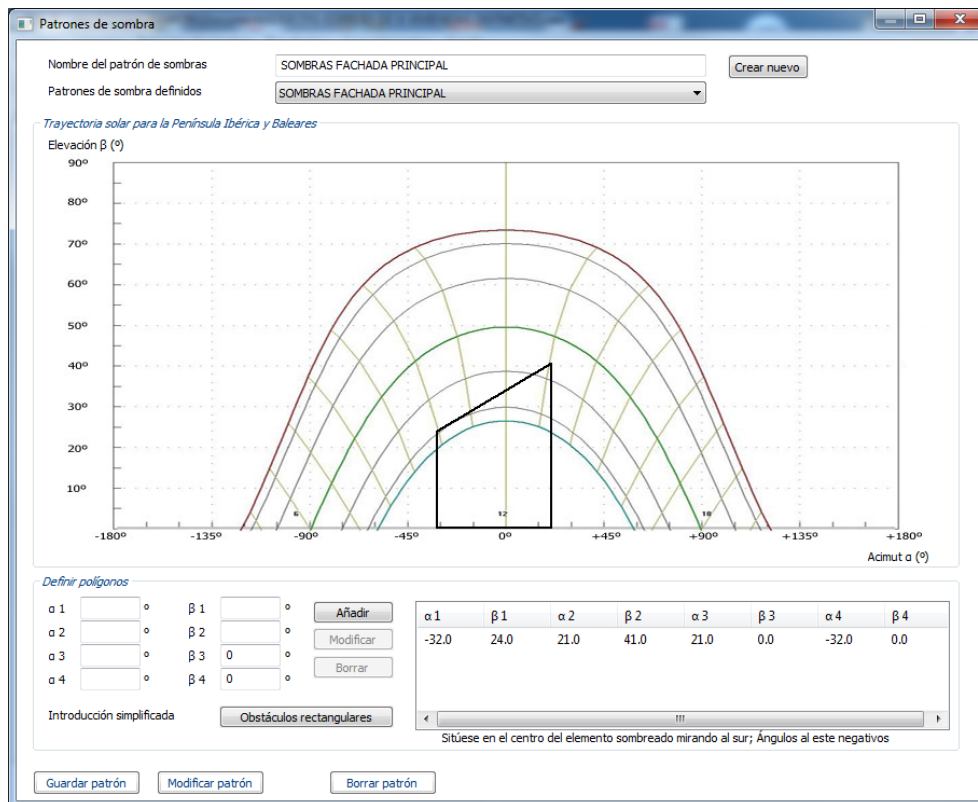 Patrones de sombra
Nombre del patrón de sombras SOMBRAS FACHADA PRINCIPAL Crear nuevo
Patrones de sombra definidos SOMBRAS FACHADA PRINCIPAL
Trayectoria solar para la Península Ibérica y Baleares
Elevación β (º)
90º
80º
70º
60º
50º
40º
30º
20º
10º
6 12 18
-180º -135º -90º -45º 0º +45º +90º +135º +180º
Acimut α (º)
Definir polígonos
α 1 º β 1 º Añadir
α 2 º β 2 º Modificar
α 3 º β 3 0 º Borrar
α 4 º β 4 0 º
α 1 β 1 α 2 β 2 α 3 β 3 α 4 β 4
-32.0 24.0 21.0 41.0 21.0 0.0 -32.0 0.0
Introducción simplificada Obstáculos rectangulares
Sitúese en el centro del elemento sombreado mirando al sur; Ángulos al este negativos
Guardar patrón Modificar patrón Borrar patrón